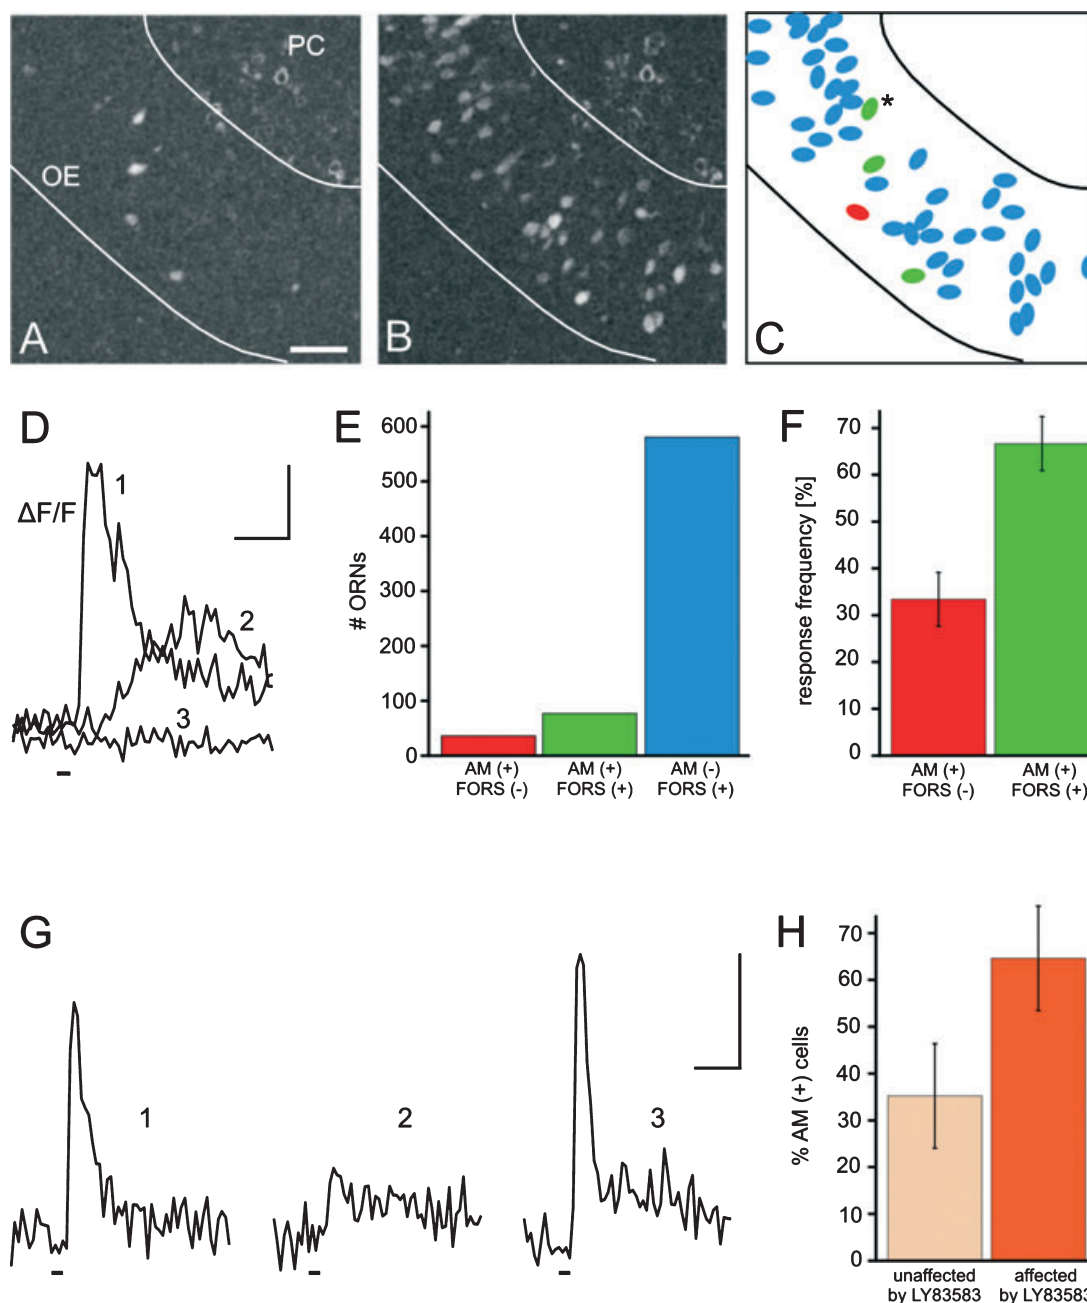 PC
OE
A
B
C
*
D
ΔF/F
1
2
3
E
# ORNs
600
500
400
300
200
100
0
AM (+)
FORS (-)
AM (+)
FORS (+)
AM (-)
FORS (+)
F
response frequency [%]
70
60
50
40
30
20
10
0
AM (+)
FORS (-)
AM (+)
FORS (+)
G
1
2
3
H
% AM (+) cells
70
60
50
40
30
20
10
0
unaffected
by LY83583
affected
by LY83583